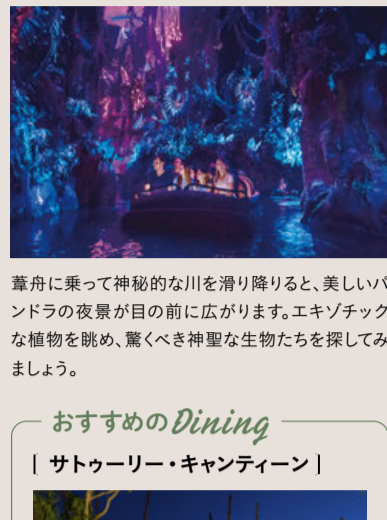 葦舟に乗って神秘的な川を滑り降りると、美しいパ
ンドラの夜景が目の前に広がります。エキゾチック
な植物を眺め、驚くべき神聖な生物たちを探してみ
ましょう。
おすすめのDining
[ サトゥーリー・キャンティーン ]